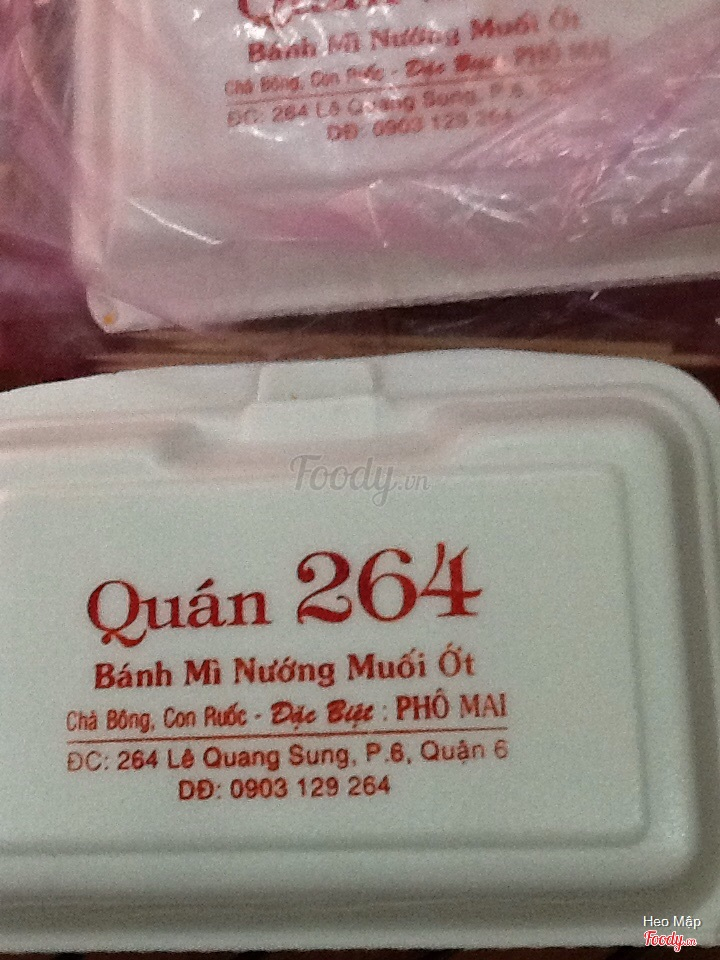 Bánh Mì Nướng Muối Ớt
Chà Bông, Con Ruốc - Đặc Biệt : PHÔ MAI
ĐC: 264 Lê Quang Sung, P.6,
DĐ: 0903 129 264
Foody.vn
Quán 264
Bánh Mì Nướng Muối Ớt
Chà Bông, Con Ruốc - Đặc Biệt : PHÔ MAI
ĐC: 264 Lê Quang Sung, P.6, Quận 6
DĐ: 0903 129 264
Heo Mập
Foody.vn